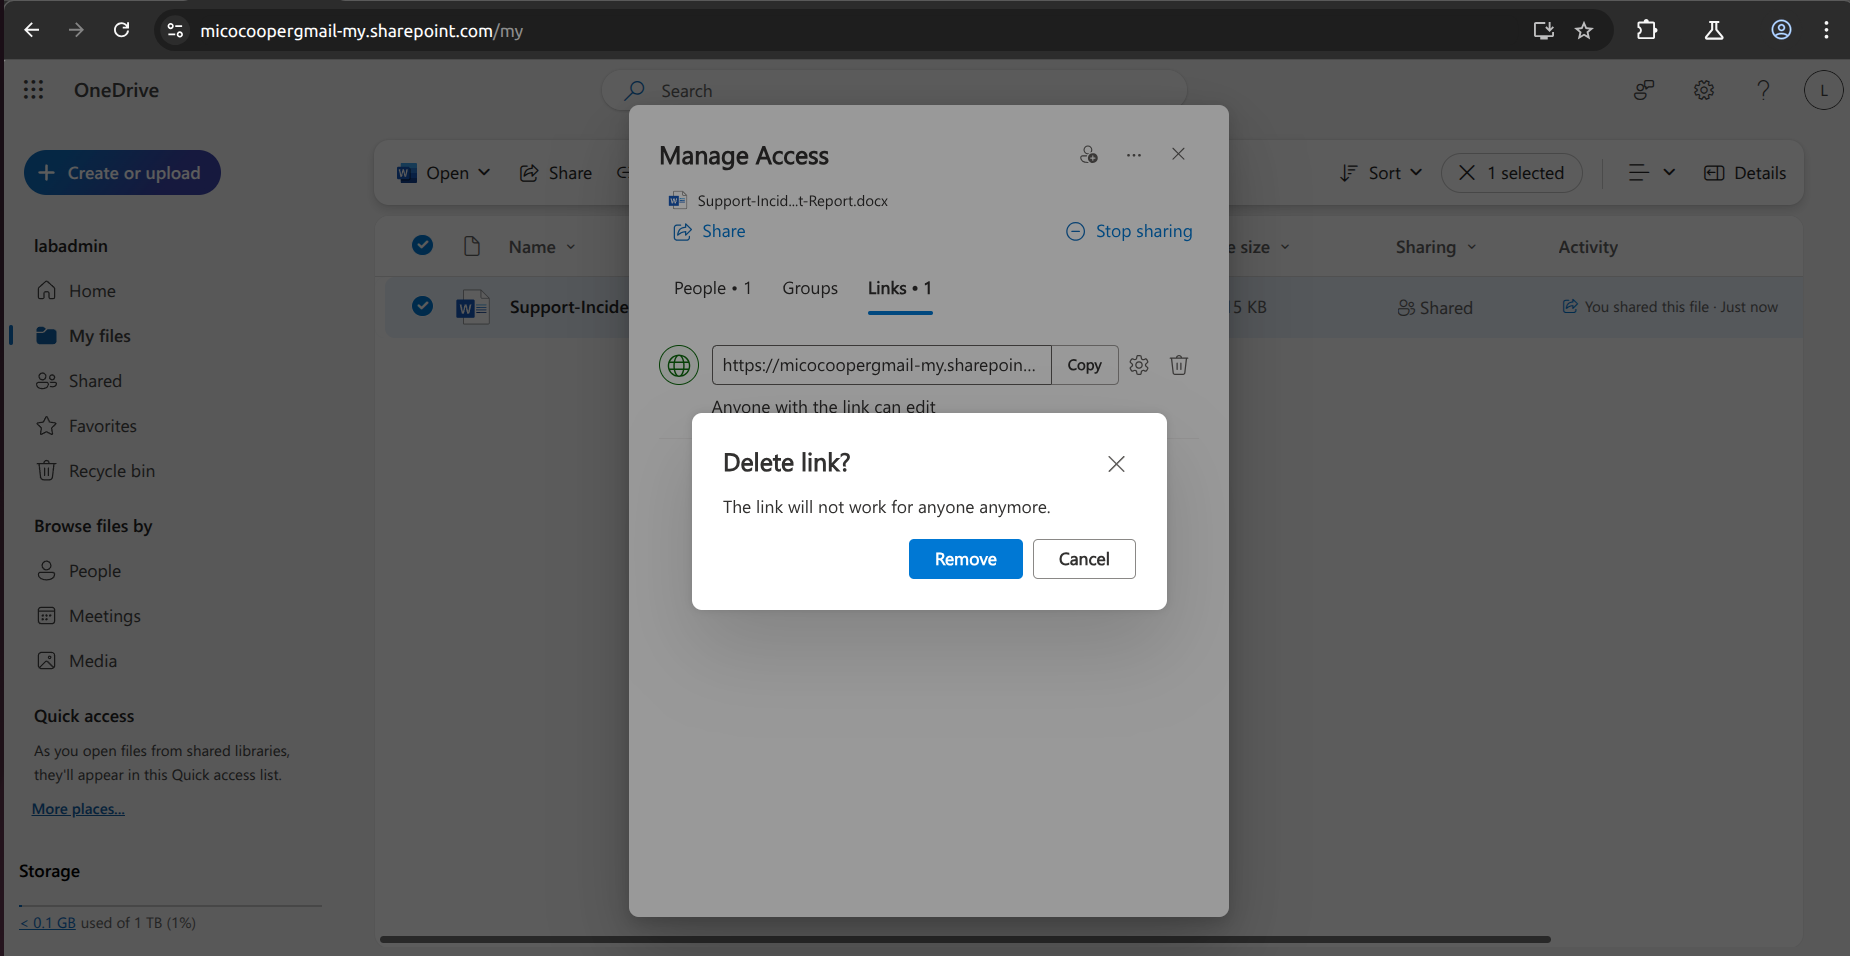 micocoopergmail-my.sharepoint.com/my
OneDrive
Search
L
Create or upload
Open
Share
Sort
1 selected
Details
labadmin
Home
My files
Shared
Favorites
Recycle bin
Browse files by
People
Meetings
Media
Quick access
As you open files from shared libraries,
they'll appear in this Quick access list.
More places...
Storage
< 0.1 GB used of 1 TB (1%)
Name
size
Sharing
Activity
Support-Incide
5 KB
Shared
You shared this file · Just now
Manage Access
Support-Incid...t-Report.docx
Share
Stop sharing
People • 1
Groups
Links • 1
https://micocoopergmail-my.sharepoin...
Copy
Anyone with the link can edit
Delete link?
The link will not work for anyone anymore.
Remove
Cancel